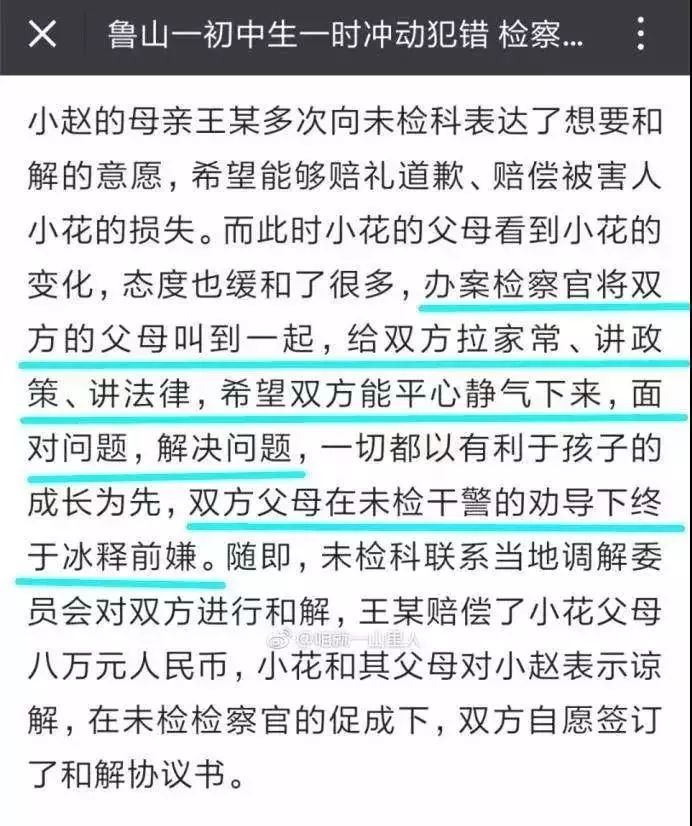 鲁山一初中生一时冲动犯错 检察...
小赵的母亲王某多次向未检科表达了想要和
解的意愿，希望能够赔礼道歉、赔偿被害人
小花的损失。而此时小花的父母看到小花的
变化，态度也缓和了很多，办案检察官将双
方的父母叫到一起，给双方拉家常、讲政
策、讲法律，希望双方能平心静气下来，面
对问题，解决问题，一切都以有利于孩子的
成长为先，双方父母在未检干警的劝导下终
于冰释前嫌。随即，未检科联系当地调解委
员会对双方进行和解，王某赔偿了小花父母
@咱就一山里人
八万元人民币，小花和其父母对小赵表示谅
解，在未检检察官的促成下，双方自愿签订
了和解协议书。